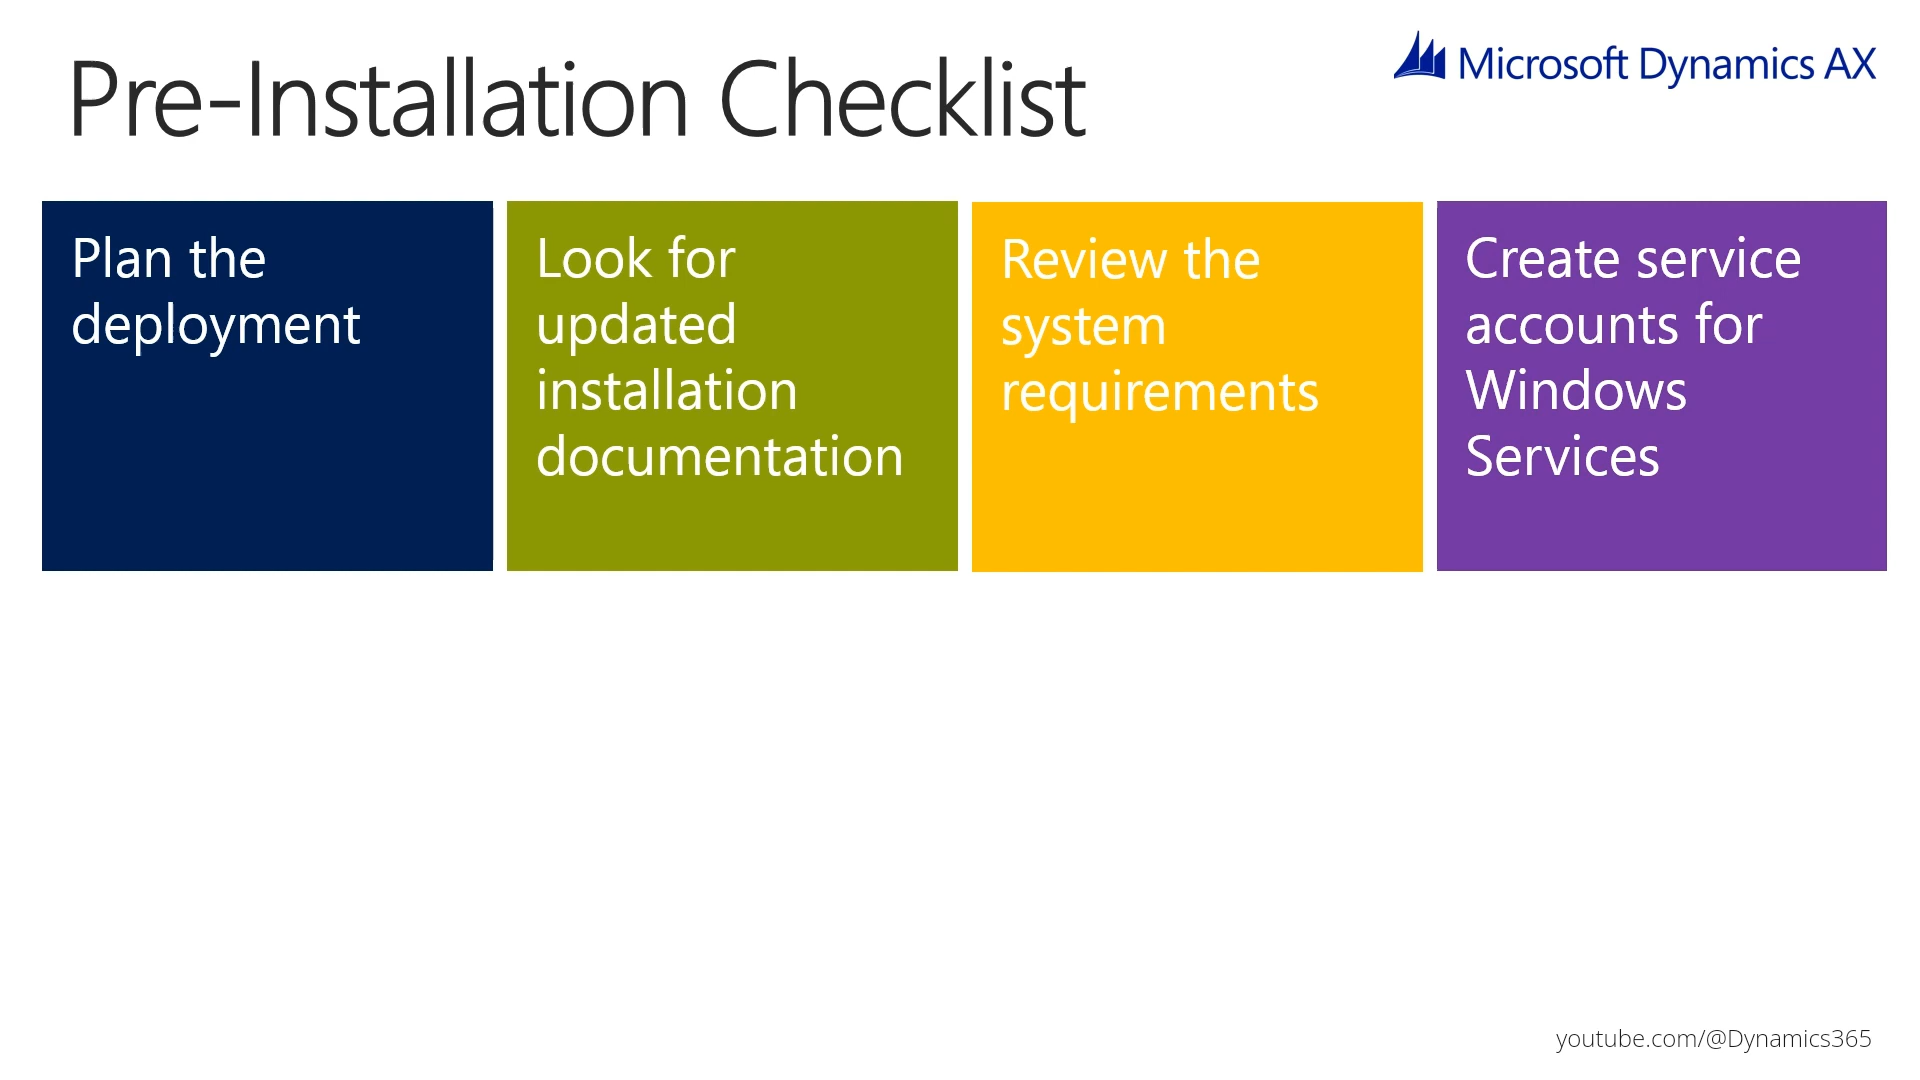 Pre-Installation Checklist
Microsoft Dynamics AX
Plan the
deployment
Look for
updated
installation
documentation
Review the
system
requirements
Create service
accounts for
Windows
Services
youtube.com/@Dynamics365